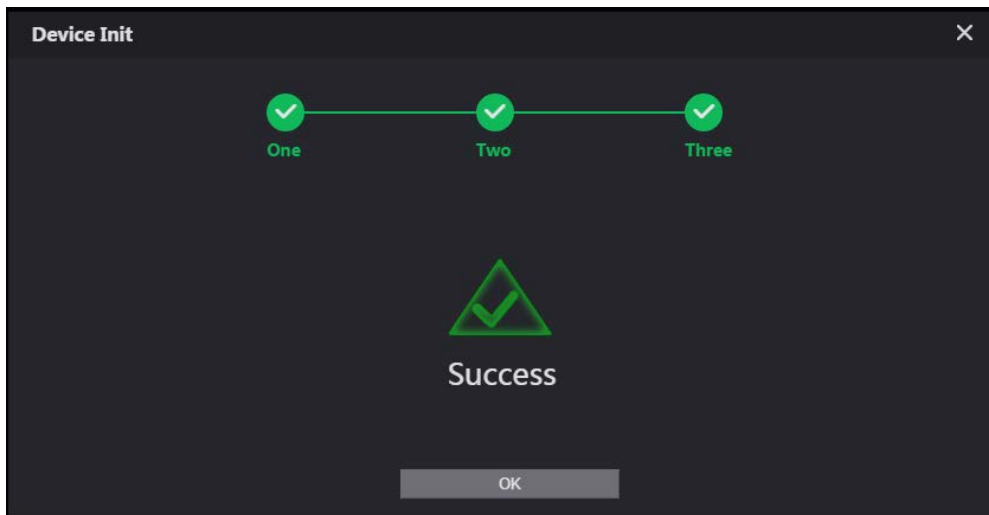 Device Init
One
Two
Three
Success
OK